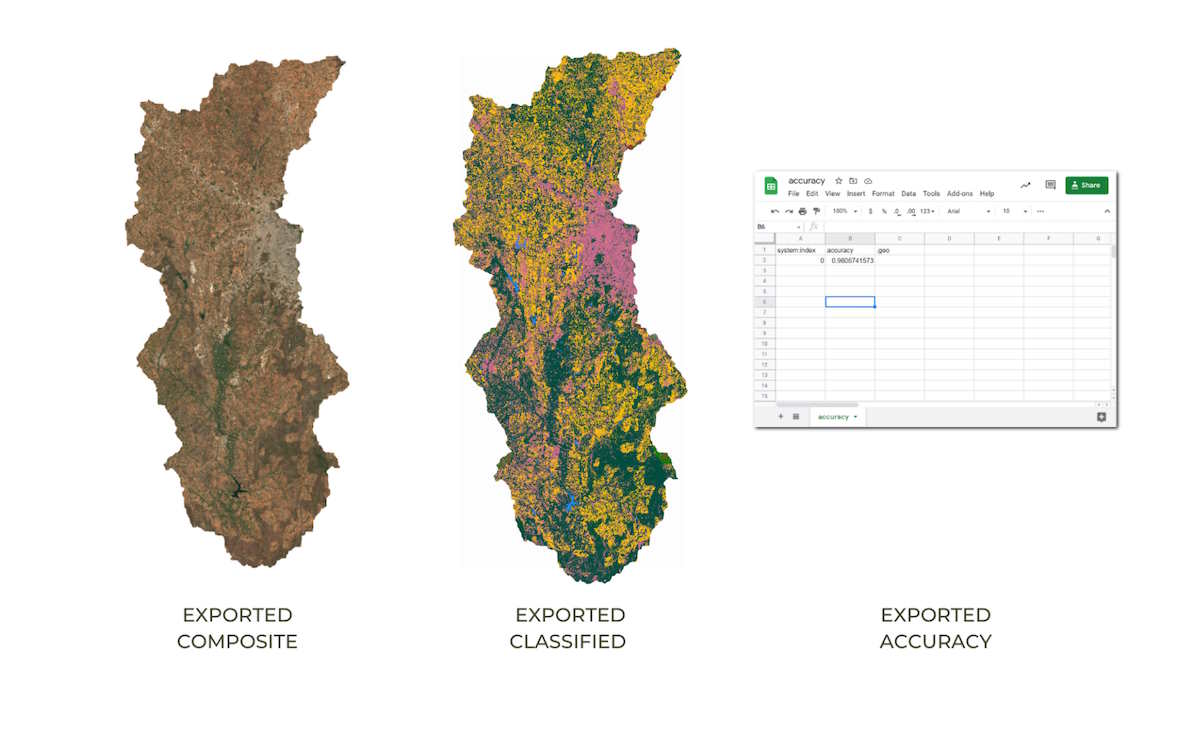 accuracy
File Edit View Insert Format Data Tools Add-ons Help
Share
100% $ % .0 .00 123 Arial 10
B6 fx
A B C D E F G
1 system:index accuracy .geo
2 0 0.9805741573
3
4
5
6
7
8
9
10
11
12
13
14
15
accuracy
EXPORTED
COMPOSITE
EXPORTED
CLASSIFIED
EXPORTED
ACCURACY